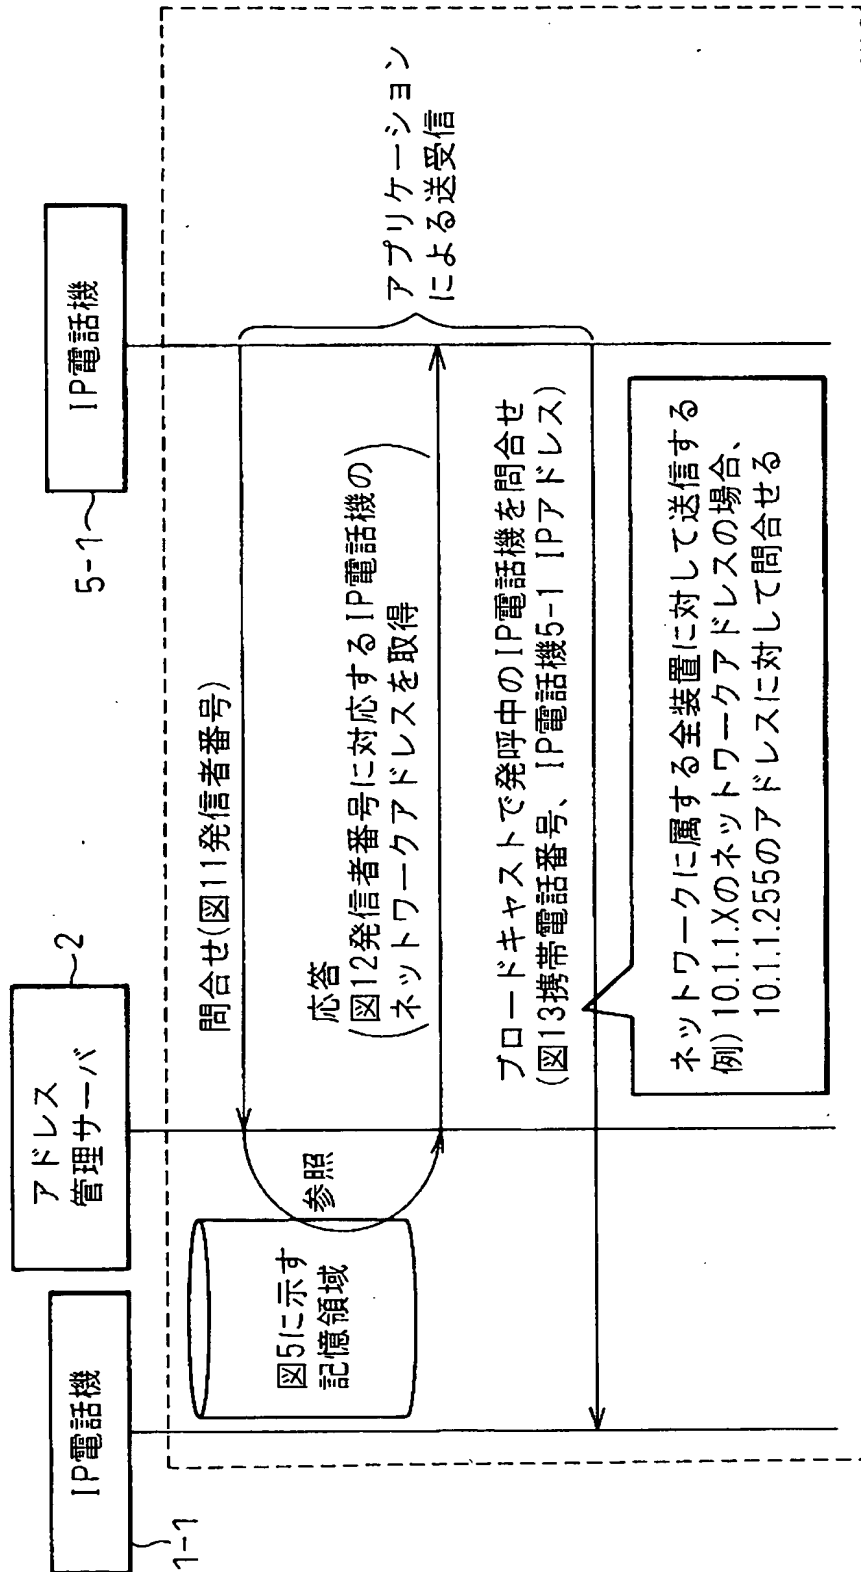 IP電話機
1-1
アドレス
管理サーバ
2
IP電話機
5-1
図5に示す
記憶領域
参照
問合せ(図11発信者番号)
応答
(図12発信者番号に対応するIP電話機の
ネットワークアドレスを取得)
ブロードキャストで発呼中のIP電話機を問合せ
(図13携帯電話番号、IP電話機5-1 IPアドレス)
アプリケーション
による送受信
ネットワークに属する全装置に対して送信する
例) 10.1.1.Xのネットワークアドレスの場合、
10.1.1.255のアドレスに対して問合せる